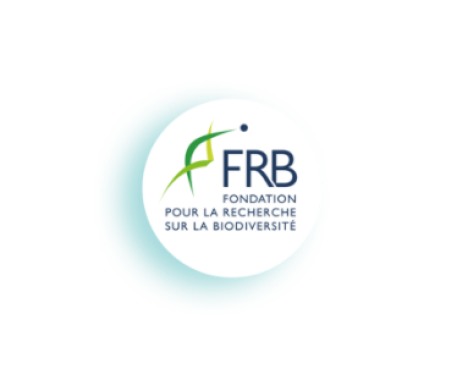 FRB
FONDATION
POUR LA RECHERCHE
SUR LA BIODIVERSITÉ